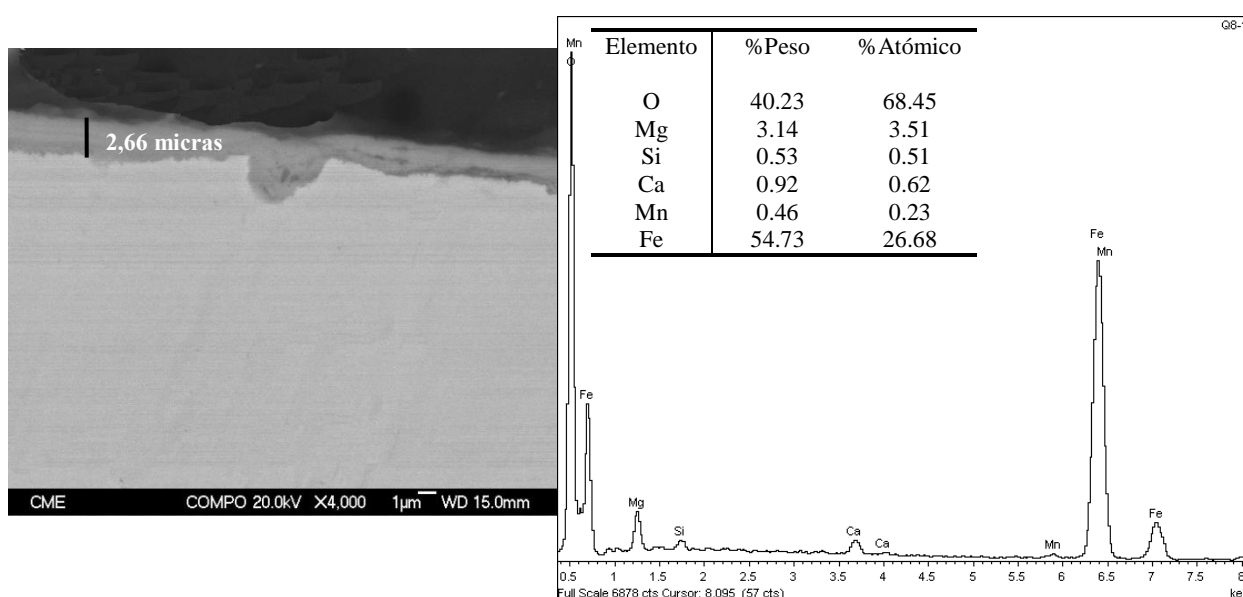 2,66 micras
CME COMPO 20.0kV X4,000 1µm WD 15.0mm
Elemento %Peso %Atómico
O 40.23 68.45
Mg 3.14 3.51
Si 0.53 0.51
Ca 0.92 0.62
Mn 0.46 0.23
Fe 54.73 26.68
Mn
O
Fe
Mg
Si
Ca
Ca
Mn
Fe
Mn
Fe
0.5 1 1.5 2 2.5 3 3.5 4 4.5 5 5.5 6 6.5 7 7.5 8
Full Scale 6878 cts Cursor: 8.095 (57 cts) ke